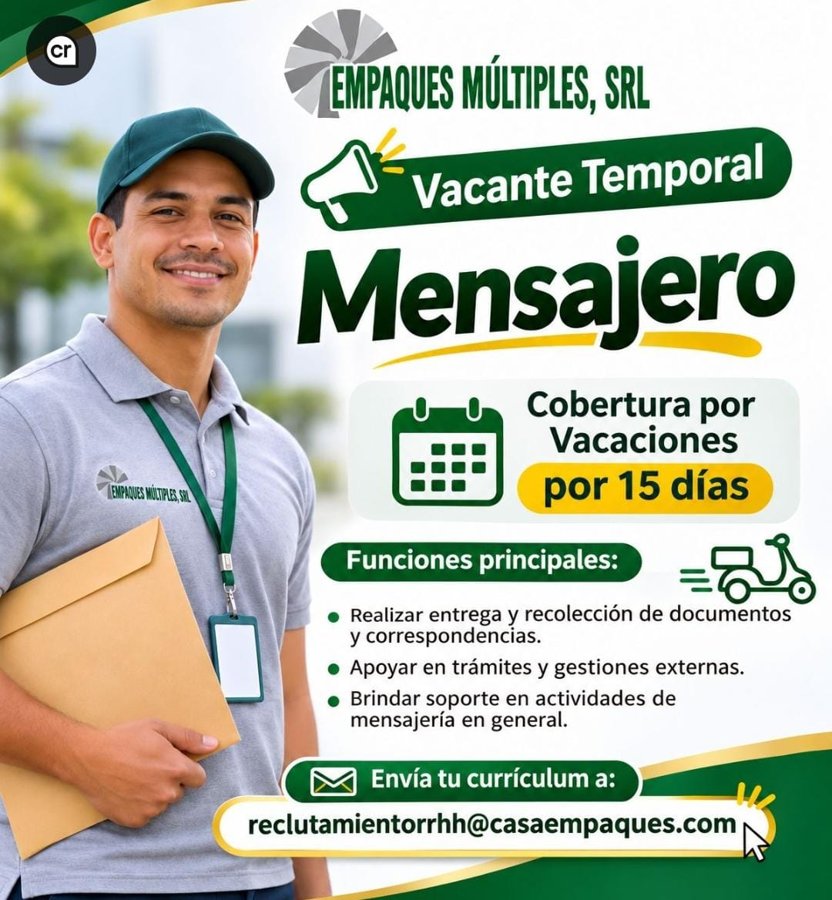 cr
EMPAQUES MÚLTIPLES, SRL
Vacante Temporal
Mensajero
Cobertura por
Vacaciones
por 15 días
EMPAQUES MÚLTIPLES, SRL
Funciones principales:
• Realizar entrega y recolección de documentos
y correspondencias.
• Apoyar en trámites y gestiones externas.
• Brindar soporte en actividades de
mensajería en general.
Envía tu currículum a:
reclutamientorrhh@casaempaques.com